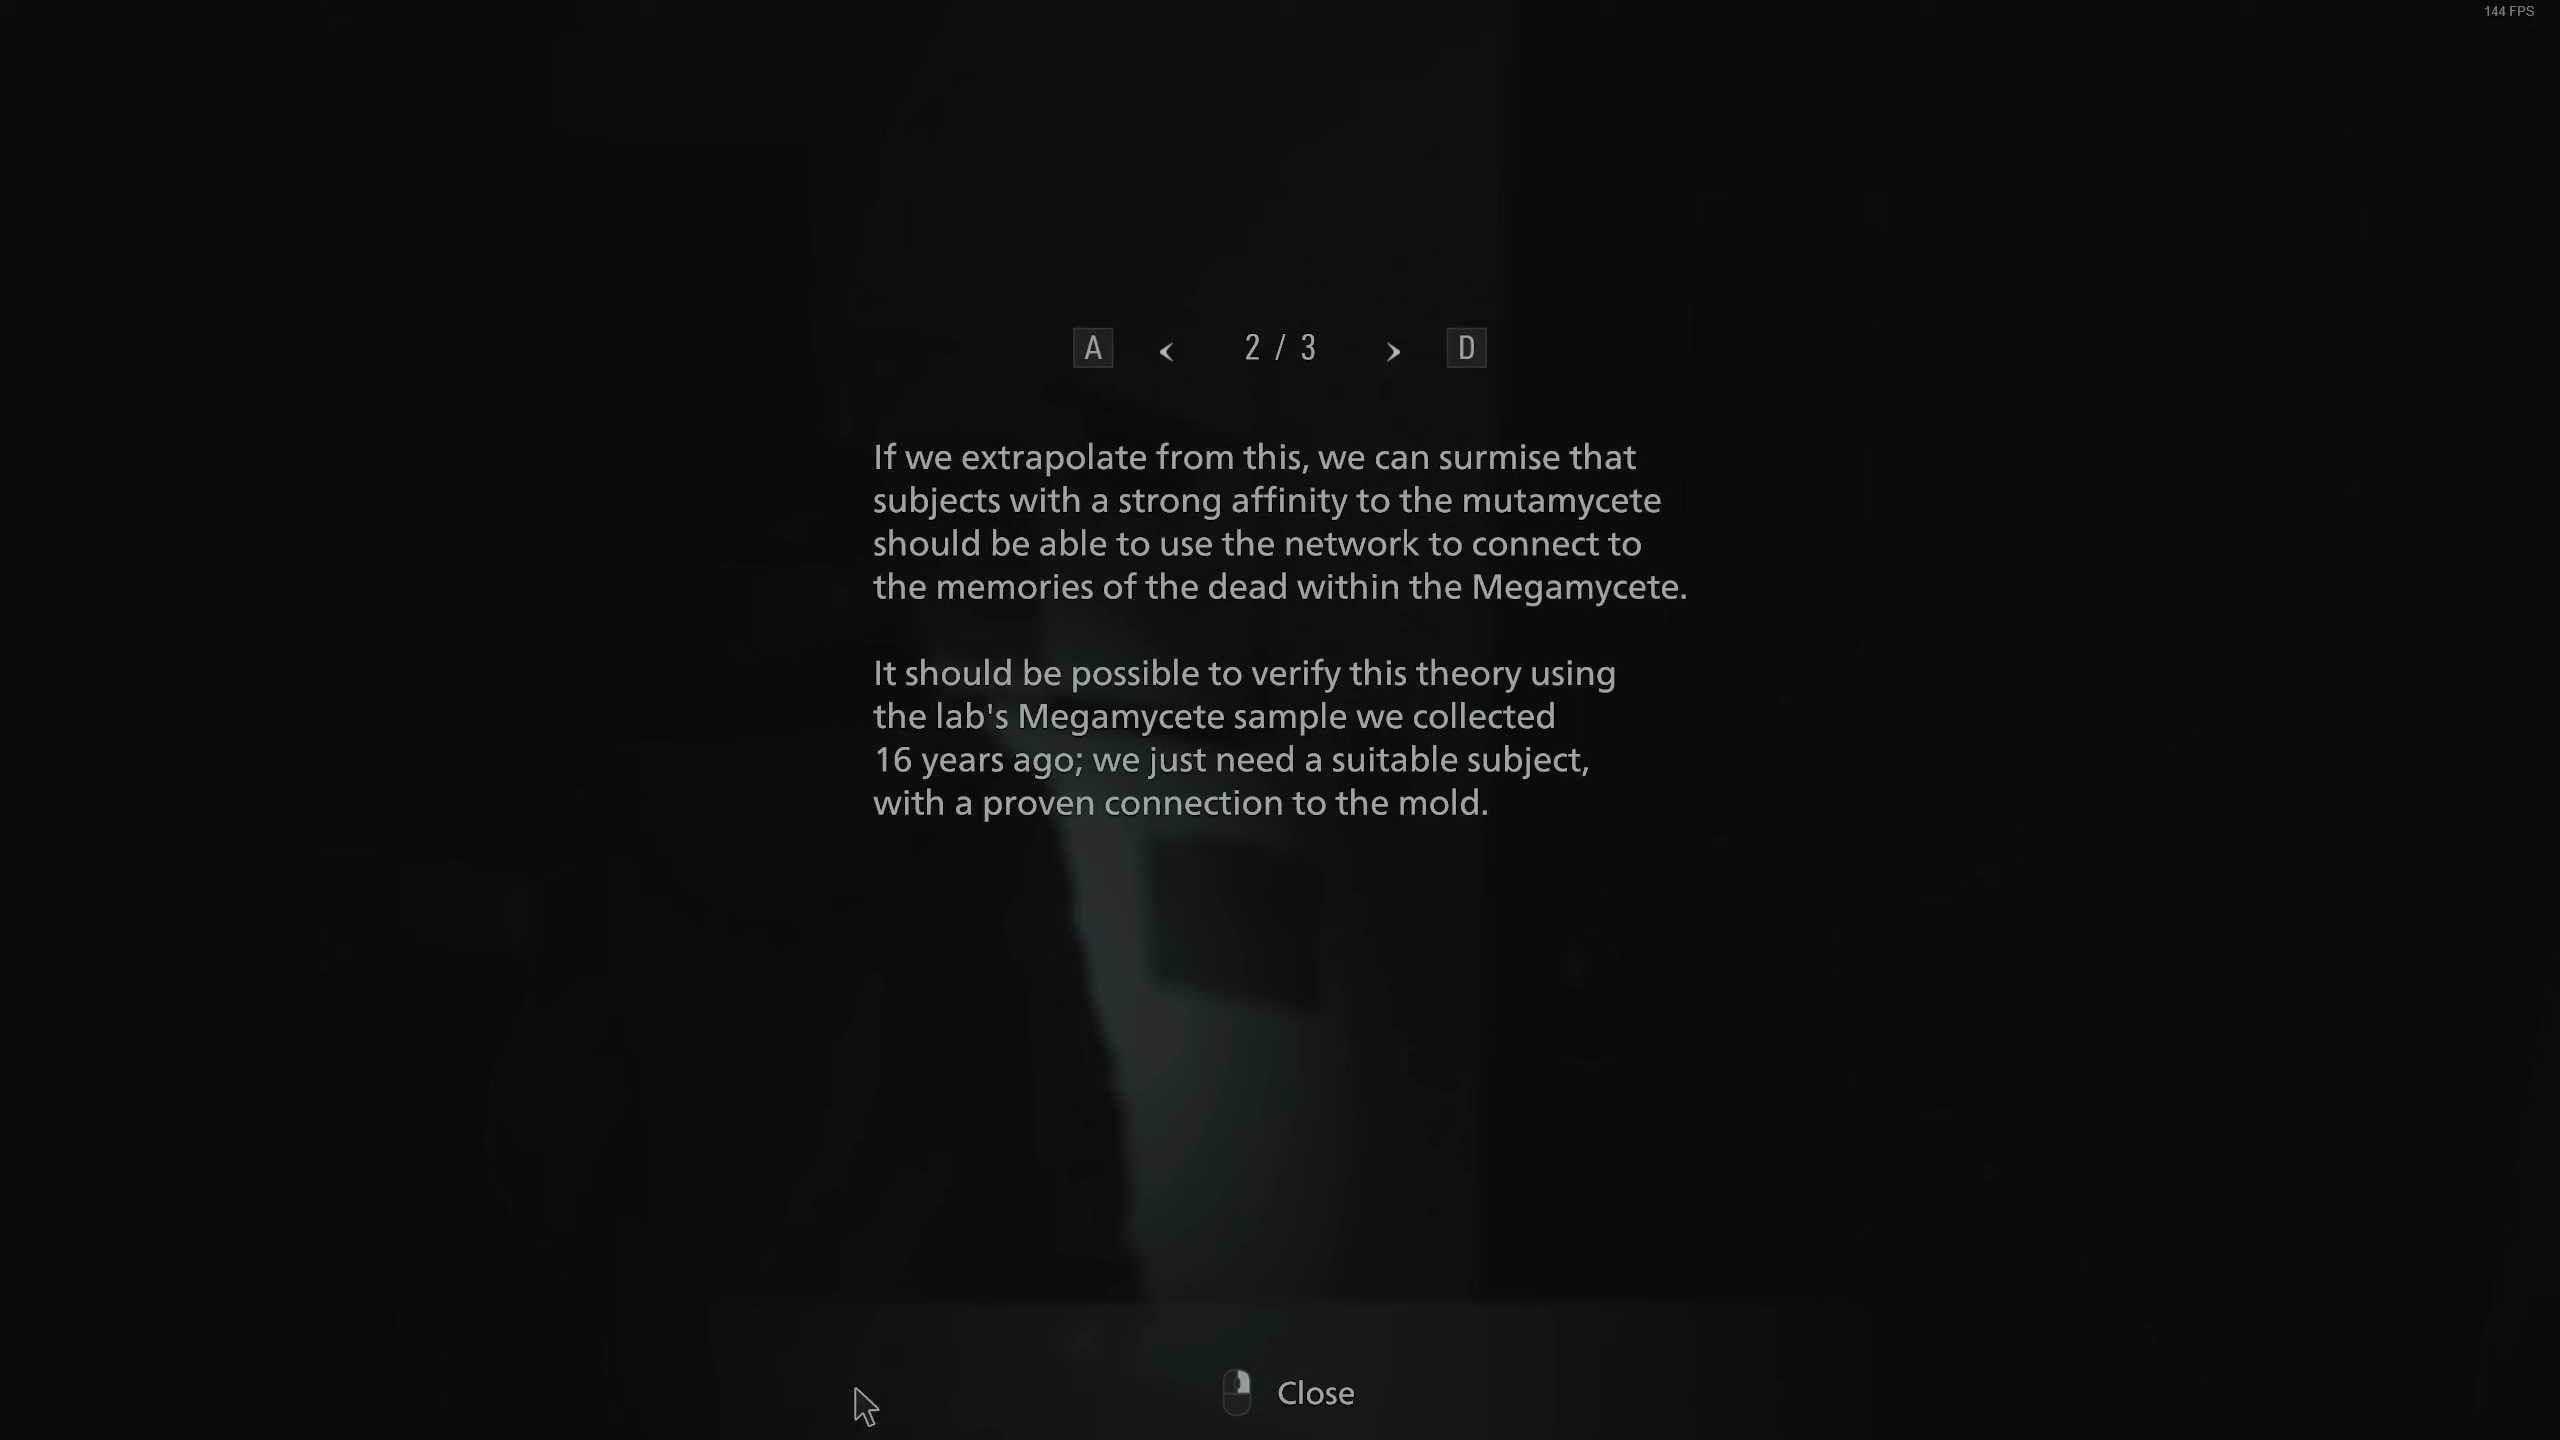 144 FPS
A < 2 / 3 > D
If we extrapolate from this, we can surmise that
subjects with a strong affinity to the mutamycete
should be able to use the network to connect to
the memories of the dead within the Megamycete.
It should be possible to verify this theory using
the lab's Megamycete sample we collected
16 years ago; we just need a suitable subject,
with a proven connection to the mold.
Close